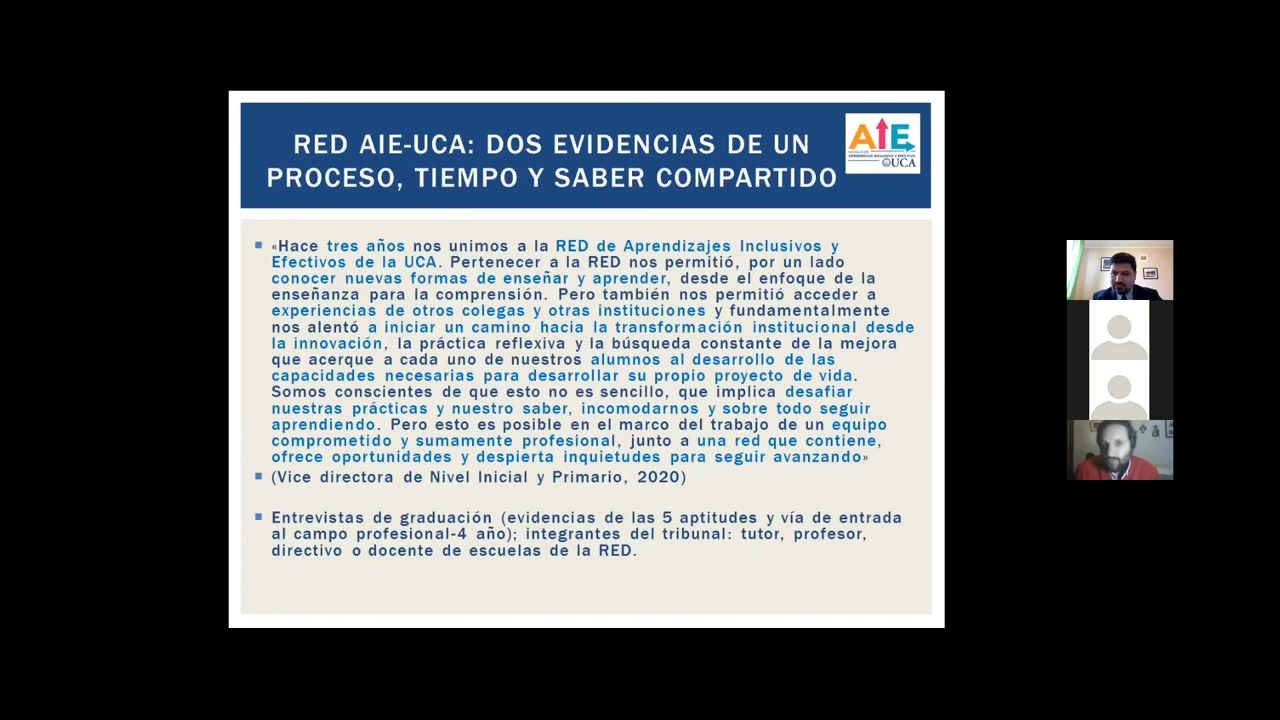 RED AIE-UCA: DOS EVIDENCIAS DE UN
PROCESO, TIEMPO Y SABER COMPARTIDO
AIE
APRENDIZAJE INCLUSIVO Y EFECTIVO
UCA
«Hace tres años nos unimos a la RED de Aprendizajes Inclusivos y
Efectivos de la UCA. Pertenecer a la RED nos permitió, por un lado
conocer nuevas formas de enseñar y aprender, desde el enfoque de la
enseñanza para la comprensión. Pero también nos permitió acceder a
experiencias de otros colegas y otras instituciones y fundamentalmente
nos alentó a iniciar un camino hacia la transformación institucional desde
la innovación, la práctica reflexiva y la búsqueda constante de la mejora
que acerque a cada uno de nuestros alumnos al desarrollo de las
capacidades necesarias para desarrollar su propio proyecto de vida.
Somos conscientes de que esto no es sencillo, que implica desafiar
nuestras prácticas y nuestro saber, incomodarnos y sobre todo seguir
aprendiendo. Pero esto es posible en el marco del trabajo de un equipo
comprometido y sumamente profesional, junto a una red que contiene,
ofrece oportunidades y despierta inquietudes para seguir avanzando»
(Vice directora de Nivel Inicial y Primario, 2020)
Entrevistas de graduación (evidencias de las 5 aptitudes y vía de entrada
al campo profesional-4 año); integrantes del tribunal: tutor, profesor,
directivo o docente de escuelas de la RED.